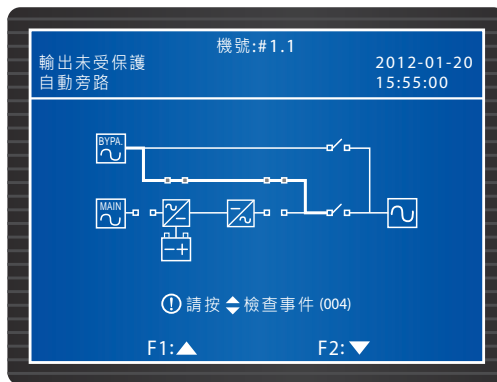 機號:#1.1
輸出未受保護
2012-01-20
自動旁路
15:55:00
BYPA.
MAIN
請按檢查事件 (004)
F1:▲ F2:▼